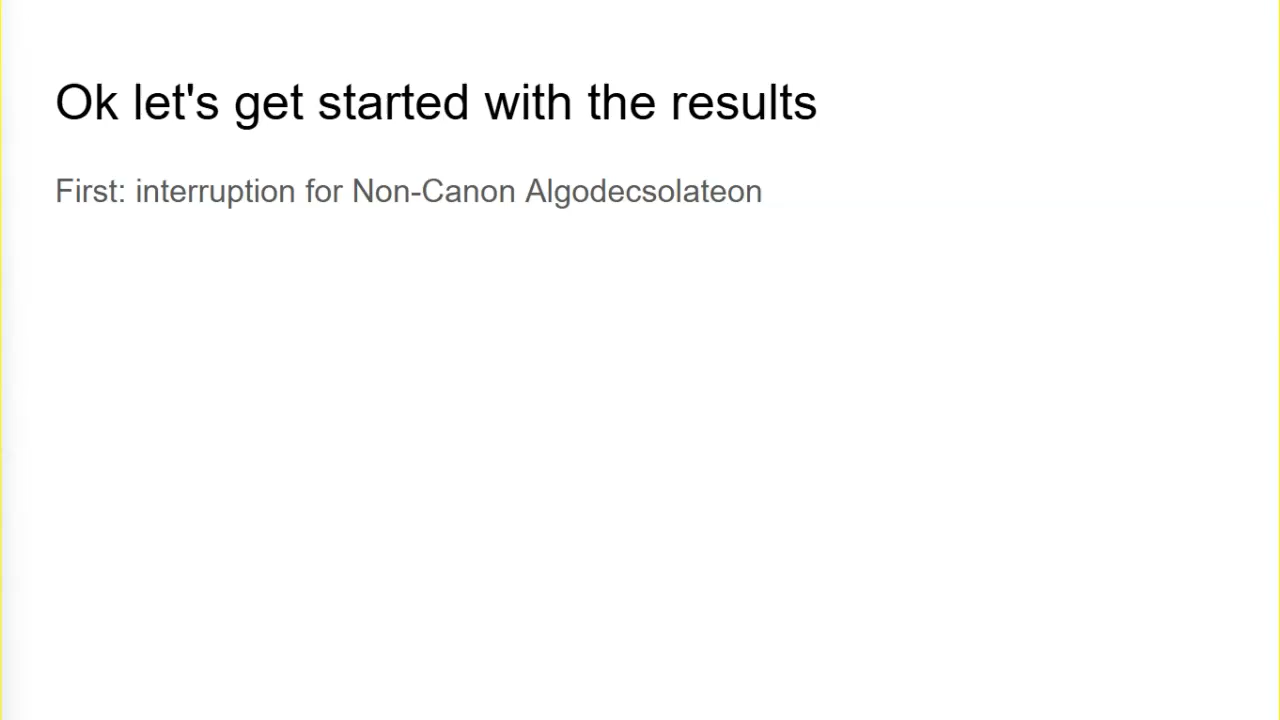 Ok let's get started with the results
First: interruption for Non-Canon Algodecsolateon